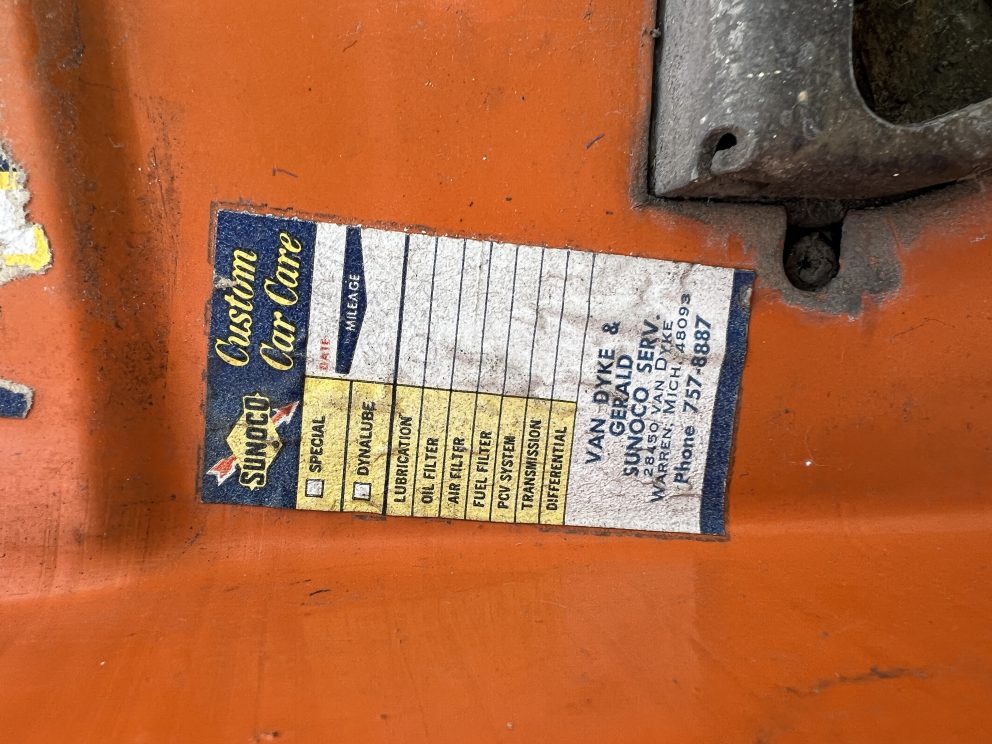 Custom
Car Care
SUNOCO
DATE
MILEAGE
SPECIAL
DYNALUBE
LUBRICATION
OIL FILTER
AIR FILTER
FUEL FILTER
PCV SYSTEM
TRANSMISSION
DIFFERENTIAL
VAN DYKE &
GERALD
SUNOCO SERV.
28450 VAN DYKE
WARREN, MICH. 48093
Phone 757-8887